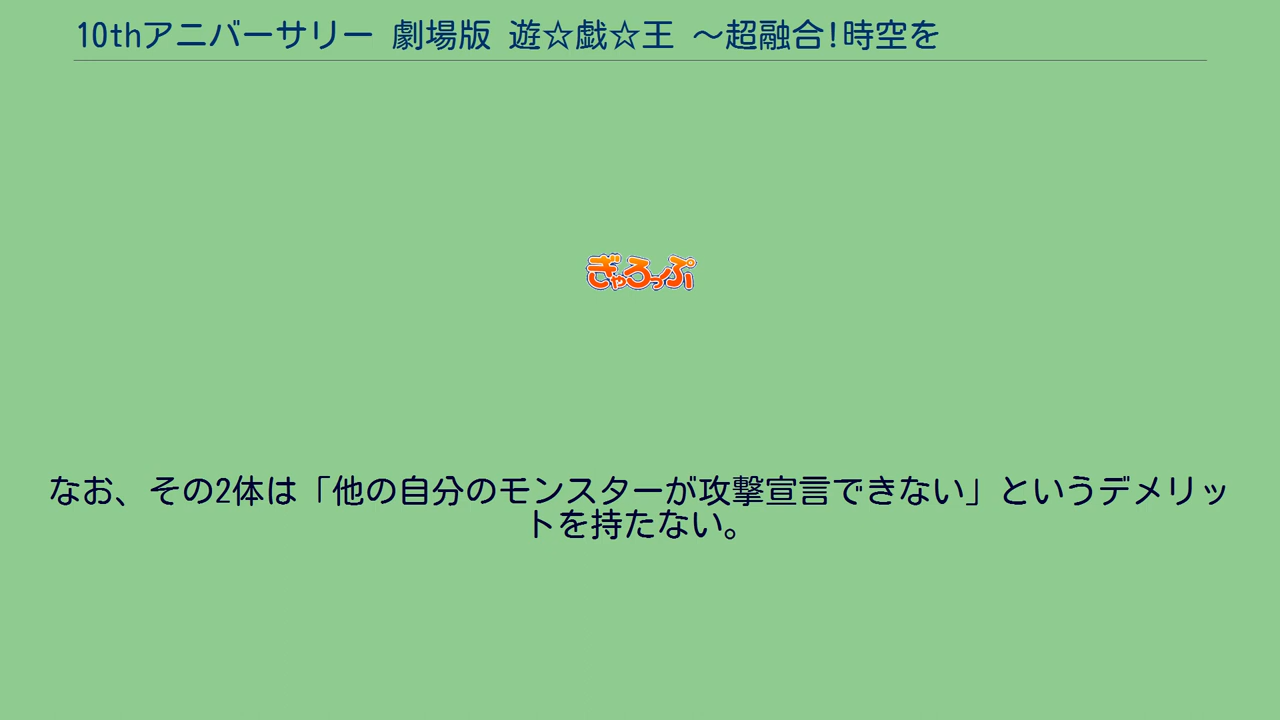 10thアニバーサリー 劇場版 遊☆戯☆王 ～超融合!時空を
ぎゃろっぷ
なお、その2体は「他の自分のモンスターが攻撃宣言できない」というデメリッ
トを持たない。